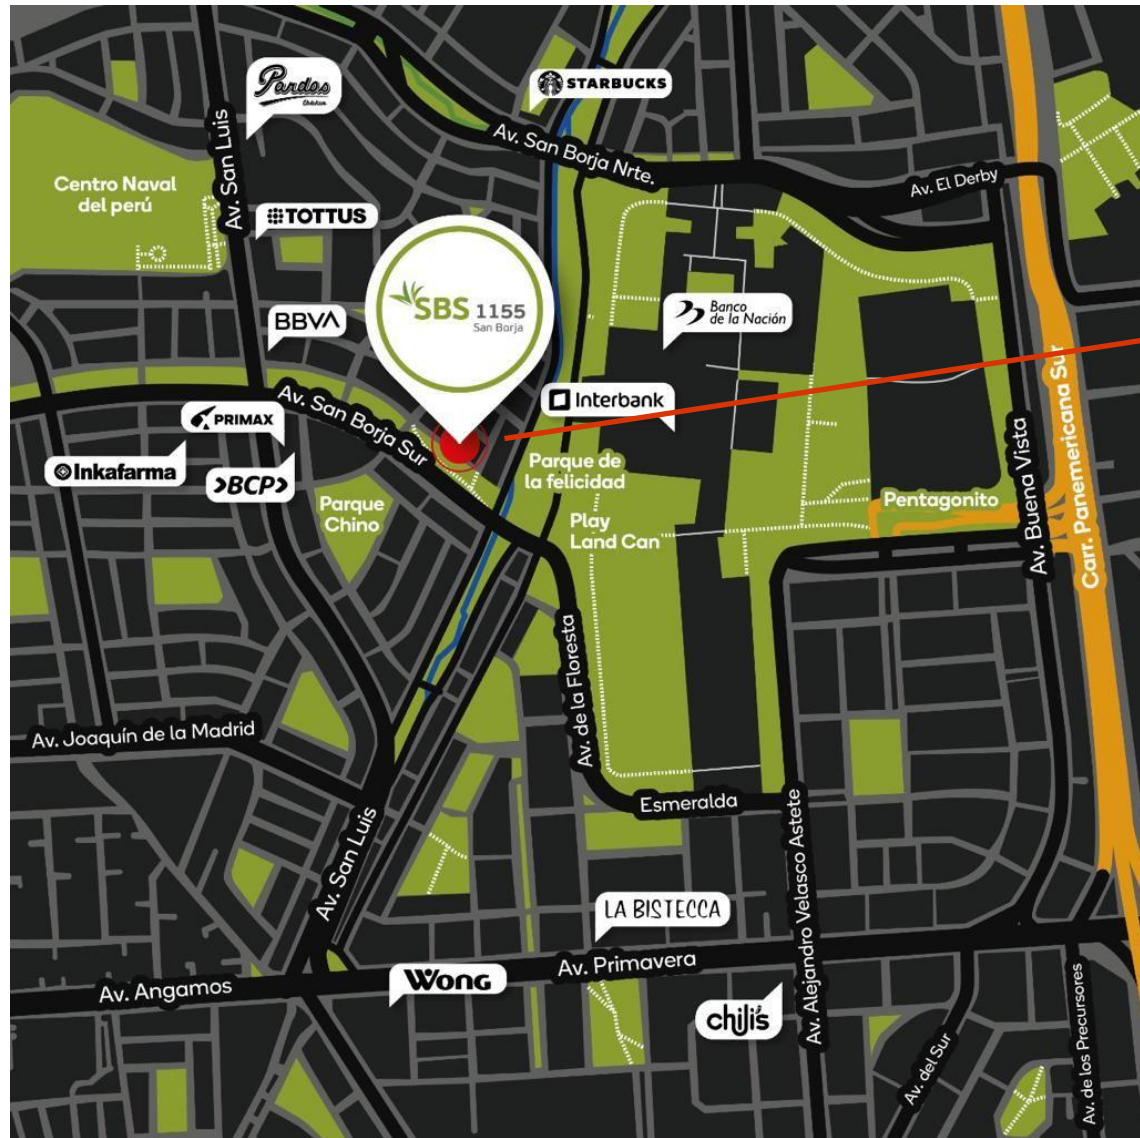 Pardos
Chicken
STARBUCKS
Av. San Luis
Av. San Borja Nrte.
Av. El Derby
Centro Naval
del perú
TOTTUS
SBS 1155
San Borja
BBVA
Banco
de la Nación
Carr. Panemericana Sur
Av. San Borja Sur
Interbank
PRIMAX
Inkafarma
>BCP>
Parque de
la felicidad
Parque
Chino
Play
Land Can
Pentagonito
Av. Buena Vista
Av. de la Floresta
Av. Joaquín de la Madrid
Esmeralda
Av. San Luis
Av. Alejandro Velasco Astete
LA BISTECCA
Av. Primavera
Av. Angamos
Wong
chili's
Av. del Sur
Av. de los Precursores